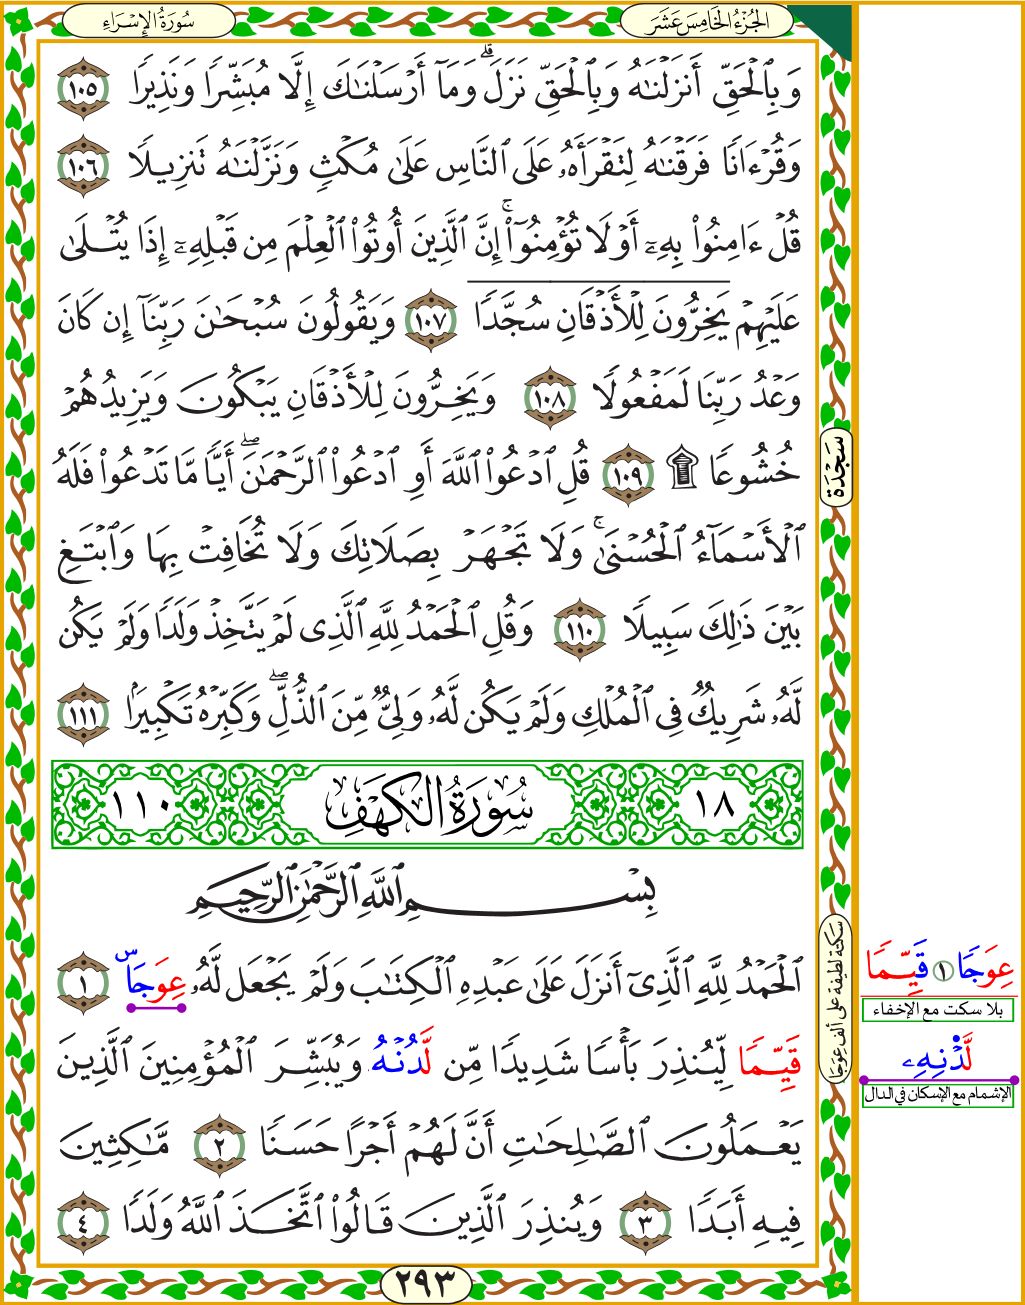 الجُزْءُ الخَامِسَ عَشَرَ
سُورَةُ الإِسْرَاءِ
وَبِٱلْحَقِّ أَنزَلْنَٰهُ وَبِٱلْحَقِّ نَزَلَ ۗ وَمَآ أَرْسَلْنَٰكَ إِلَّا مُبَشِّرًا وَنَذِيرًا ١٠٥
وَقُرْءَانًا فَرَقْنَٰهُ لِتَقْرَأَهُۥ عَلَى ٱلنَّاسِ عَلَىٰ مُكْثٍ وَنَزَّلْنَٰهُ تَنزِيلًا ١٠٦
قُلْ ءَامِنُوا۟ بِهِۦٓ أَوْ لَا تُؤْمِنُوٓا۟ ۚ إِنَّ ٱلَّذِينَ أُوتُوا۟ ٱلْعِلْمَ مِن قَبْلِهِۦٓ إِذَا يُتْلَىٰ
عَلَيْهِمْ يَخِرُّونَ لِلْأَذْقَانِ سُجَّدًا ١٠٧ وَيَقُولُونَ سُبْحَٰنَ رَبِّنَآ إِن كَانَ
وَعْدُ رَبِّنَا لَمَفْعُولًا ١٠٨ وَيَخِرُّونَ لِلْأَذْقَانِ يَبْكُونَ وَيَزِيدُهُمْ
خُشُوعًا ۩ ١٠٩ قُلِ ٱدْعُوا۟ ٱللَّهَ أَوِ ٱدْعُوا۟ ٱلرَّحْمَٰنَ ۖ أَيًّا مَّا تَدْعُوا۟ فَلَهُ
ٱلْأَسْمَآءُ ٱلْحُسْنَىٰ ۚ وَلَا تَجْهَرْ بِصَلَاتِكَ وَلَا تُخَافِتْ بِهَا وَٱبْتَغِ
بَيْنَ ذَٰلِكَ سَبِيلًا ١١٠ وَقُلِ ٱلْحَمْدُ لِلَّهِ ٱلَّذِى لَمْ يَتَّخِذْ وَلَدًا وَلَمْ يَكُن
لَّهُۥ شَرِيكٌ فِى ٱلْمُلْكِ وَلَمْ يَكُن لَّهُۥ وَلِىٌّ مِّنَ ٱلذُّلِّ ۖ وَكَبِّرْهُ تَكْبِيرًۢا ١١١
١٨ سُورَةُ الكَهْفِ ١١٠
بِسْمِ ٱللَّهِ ٱلرَّحْمَٰنِ ٱلرَّحِيمِ
ٱلْحَمْدُ لِلَّهِ ٱلَّذِىٓ أَنزَلَ عَلَىٰ عَبْدِهِ ٱلْكِتَٰبَ وَلَمْ يَجْعَل لَّهُۥ عِوَجَاۜ ١
قَيِّمًا لِّيُنذِرَ بَأْسًا شَدِيدًا مِّن لَّدُنْهُ وَيُبَشِّرَ ٱلْمُؤْمِنِينَ ٱلَّذِينَ
يَعْمَلُونَ ٱلصَّٰلِحَٰتِ أَنَّ لَهُمْ أَجْرًا حَسَنًا ٢ مَّٰكِثِينَ
فِيهِ أَبَدًا ٣ وَيُنذِرَ ٱلَّذِينَ قَالُوا۟ ٱتَّخَذَ ٱللَّهُ وَلَدًا ٤
٢٩٣
سَجْدَة
سكتة لطيفة على ألف عِوَجَا
عِوَجًا ١ قَيِّمًا
بلا سكت مع الإخفاء
لَّدْنِهِۦ
الإشمام مع الإسكان في الدال